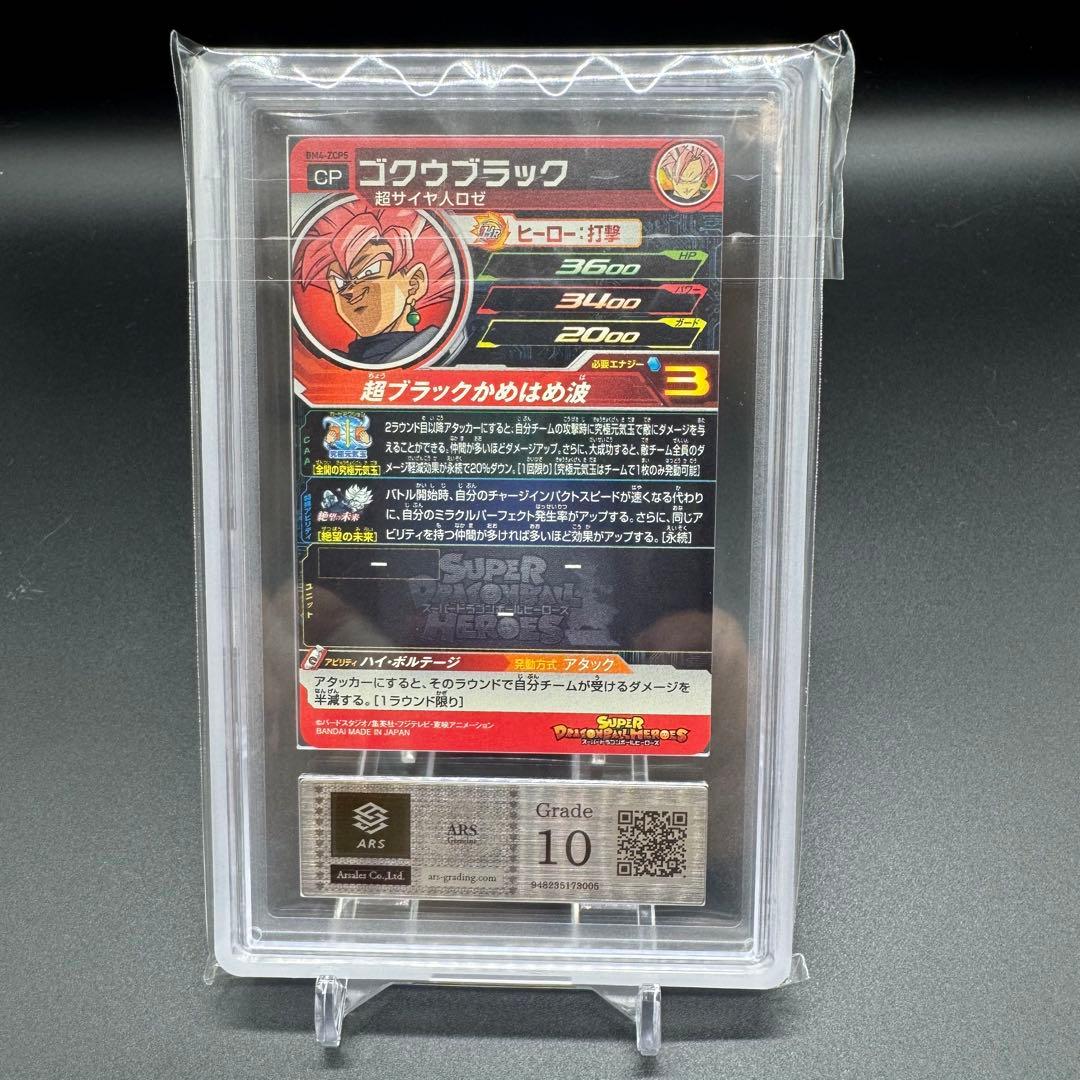 BM4-ZCP5
CP ゴクウブラック
超サイヤ人ロゼ
HR ヒーロー:打撃
3600 HP
3400 パワー
2000 ガード
必要エナジー 3
ちょう は
超ブラックかめはめ波
CAA
究極元気玉
[全開の究極元気玉]
2ラウンド目以降アタッカーにすると、自分チームの攻撃時に究極元気玉で敵にダメージを与
えることができる。仲間が多いほどダメージアップ。さらに、大成功すると、敵チーム全員のダ
メージ軽減効果が永続で20%ダウン。[1回限り][究極元気玉はチームで1枚のみ発動可能]
絶望の未来
[絶望の未来]
バトル開始時、自分のチャージインパクトスピードが速くなる代わり
に、自分のミラクルパーフェクト発生率がアップする。さらに、同じア
ビリティを持つ仲間が多ければ多いほど効果がアップする。[永続]
ユニット
ー ー
ー
SUPER
DRAGONBALL
スーパードラゴンボールヒーローズ
HEROES
アビリティ ハイ・ボルテージ 発動方式 アタック
アタッカーにすると、そのラウンドで自分チームが受けるダメージを
半減する。[1ラウンド限り]
©バードスタジオ/集英社・フジテレビ・東映アニメーション
BANDAI MADE IN JAPAN
SUPER
DRAGONBALL HEROES
スーパードラゴンボールヒーローズ
ARS
Arsales Co.,Ltd.
ARS
Genuine
ars-grading.com
Grade
10
948235173005